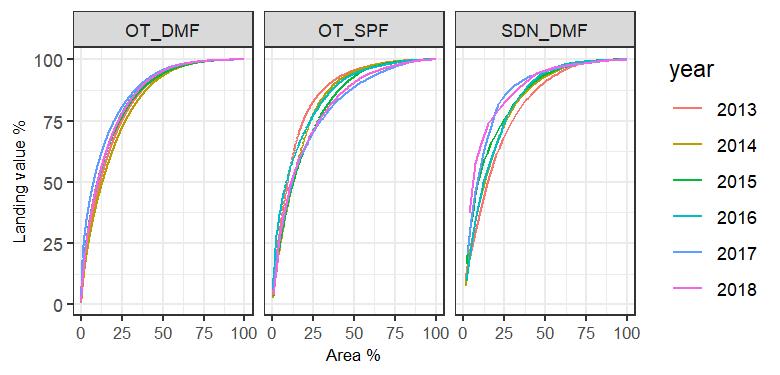 OT_DMF OT_SPF SDN_DMF
100
75
50
25
0
Landing value %
0 25 50 75 100 0 25 50 75 100 0 25 50 75 100
Area %
year
2013
2014
2015
2016
2017
2018